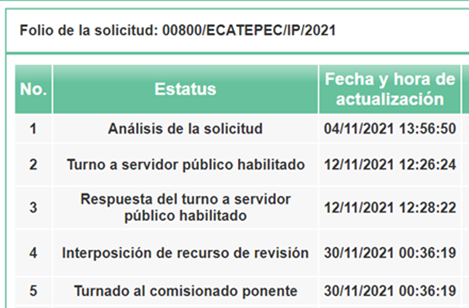 Folio de la solicitud: 00800/ECATEPEC/IP/2021
No. Estatus Fecha y hora de
actualización
1 Análisis de la solicitud 04/11/2021 13:56:50
2 Turno a servidor público habilitado 12/11/2021 12:26:24
3 Respuesta del turno a servidor
público habilitado 12/11/2021 12:28:22
4 Interposición de recurso de revisión 30/11/2021 00:36:19
5 Turnado al comisionado ponente 30/11/2021 00:36:19